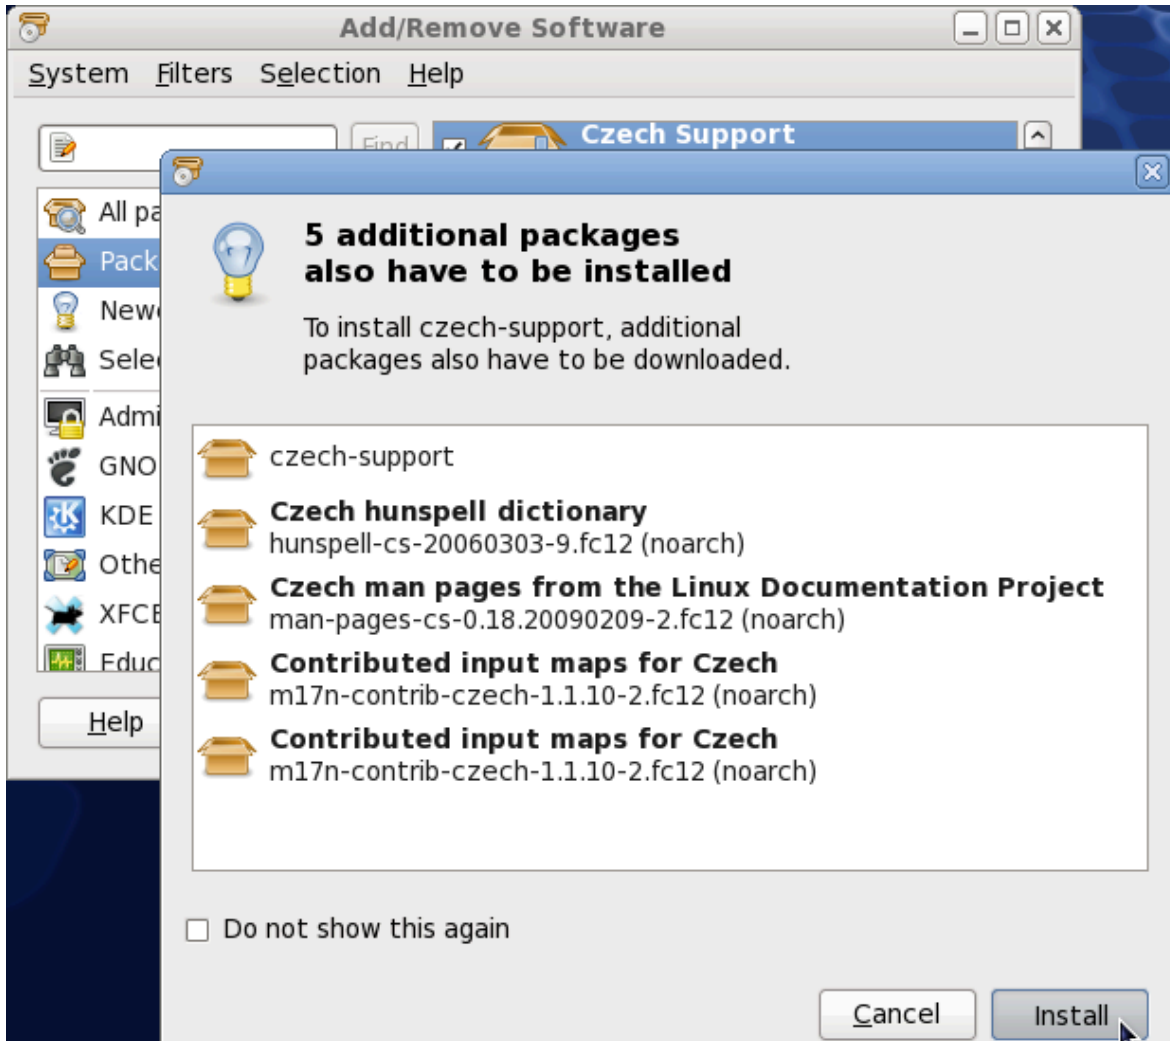 Add/Remove Software
System Filters Selection Help
Find
Czech Support
All pa
Pack
Newe
Selec
Admi
GNO
KDE
Othe
XFCE
Educ
Help
5 additional packages
also have to be installed
To install czech-support, additional
packages also have to be downloaded.
czech-support
Czech hunspell dictionary
hunspell-cs-20060303-9.fc12 (noarch)
Czech man pages from the Linux Documentation Project
man-pages-cs-0.18.20090209-2.fc12 (noarch)
Contributed input maps for Czech
m17n-contrib-czech-1.1.10-2.fc12 (noarch)
Contributed input maps for Czech
m17n-contrib-czech-1.1.10-2.fc12 (noarch)
Do not show this again
Cancel Install